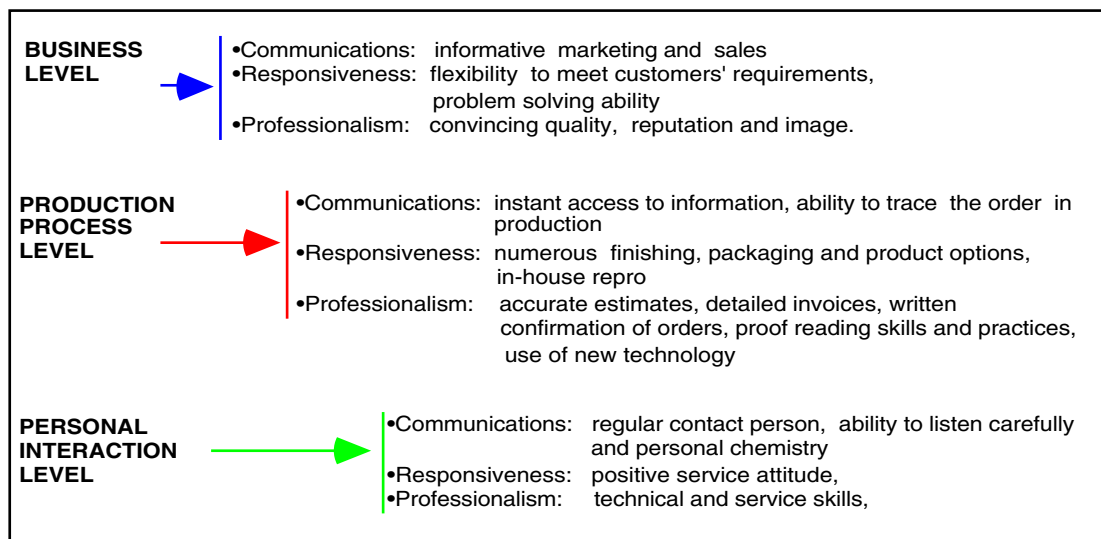 BUSINESS
LEVEL
•Communications: informative marketing and sales
•Responsiveness: flexibility to meet customers' requirements,
problem solving ability
•Professionalism: convincing quality, reputation and image.
PRODUCTION
PROCESS
LEVEL
•Communications: instant access to information, ability to trace the order in
production
•Responsiveness: numerous finishing, packaging and product options,
in-house repro
•Professionalism: accurate estimates, detailed invoices, written
confirmation of orders, proof reading skills and practices,
use of new technology
PERSONAL
INTERACTION
LEVEL
•Communications: regular contact person, ability to listen carefully
and personal chemistry
•Responsiveness: positive service attitude,
•Professionalism: technical and service skills,